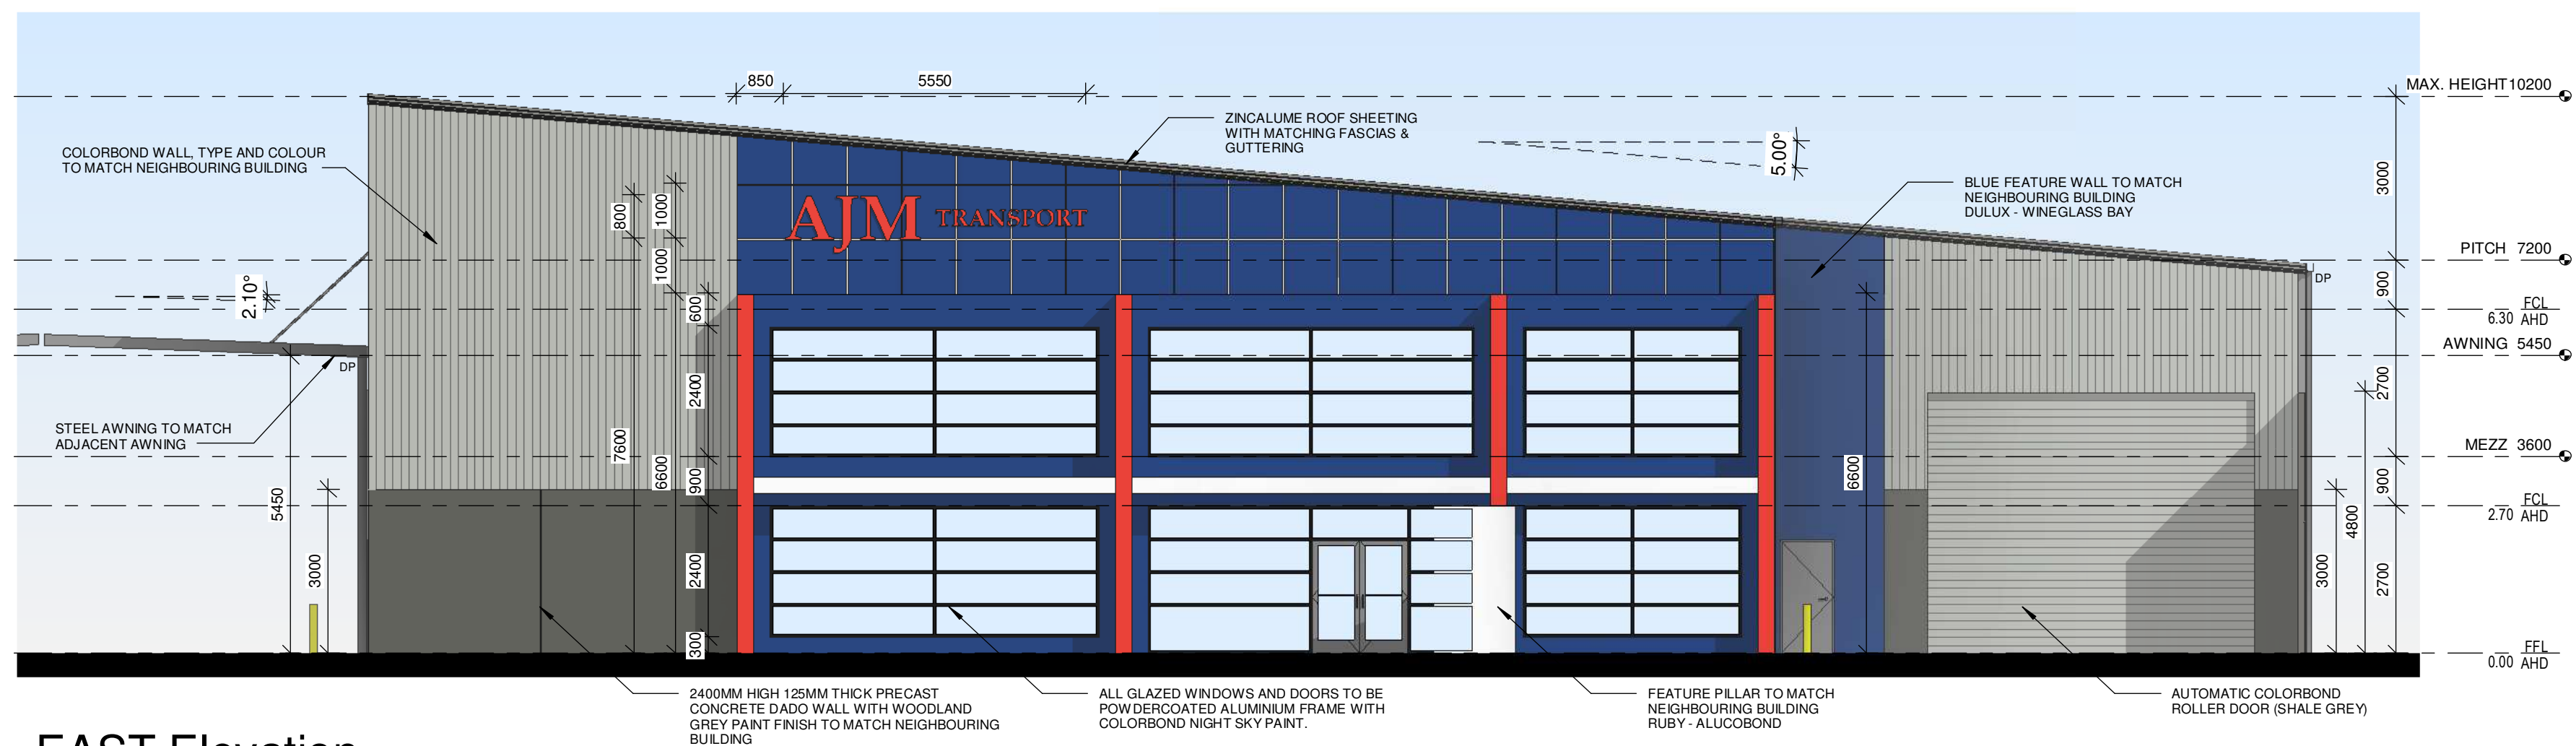 850
5550
MAX. HEIGHT10200
ZINCALUME ROOF SHEETING
WITH MATCHING FASCIAS &
GUTTERING
5.00°
COLORBOND WALL, TYPE AND COLOUR
TO MATCH NEIGHBOURING BUILDING
BLUE FEATURE WALL TO MATCH
NEIGHBOURING BUILDING
DULUX - WINEGLASS BAY
3000
800
1000
AJM TRANSPORT
PITCH 7200
1000
2.10°
DP
900
600
FCL
6.30 AHD
AWNING 5450
DP
2700
2400
STEEL AWNING TO MATCH
ADJACENT AWNING
7600
6600
MEZZ 3600
6600
900
900
5450
FCL
2.70 AHD
4800
3000
2400
3000
2700
300
FFL
0.00 AHD
2400MM HIGH 125MM THICK PRECAST
CONCRETE DADO WALL WITH WOODLAND
GREY PAINT FINISH TO MATCH NEIGHBOURING
BUILDING
ALL GLAZED WINDOWS AND DOORS TO BE
POWDERCOATED ALUMINIUM FRAME WITH
COLORBOND NIGHT SKY PAINT.
FEATURE PILLAR TO MATCH
NEIGHBOURING BUILDING
RUBY - ALUCOBOND
AUTOMATIC COLORBOND
ROLLER DOOR (SHALE GREY)
EAST Elevation